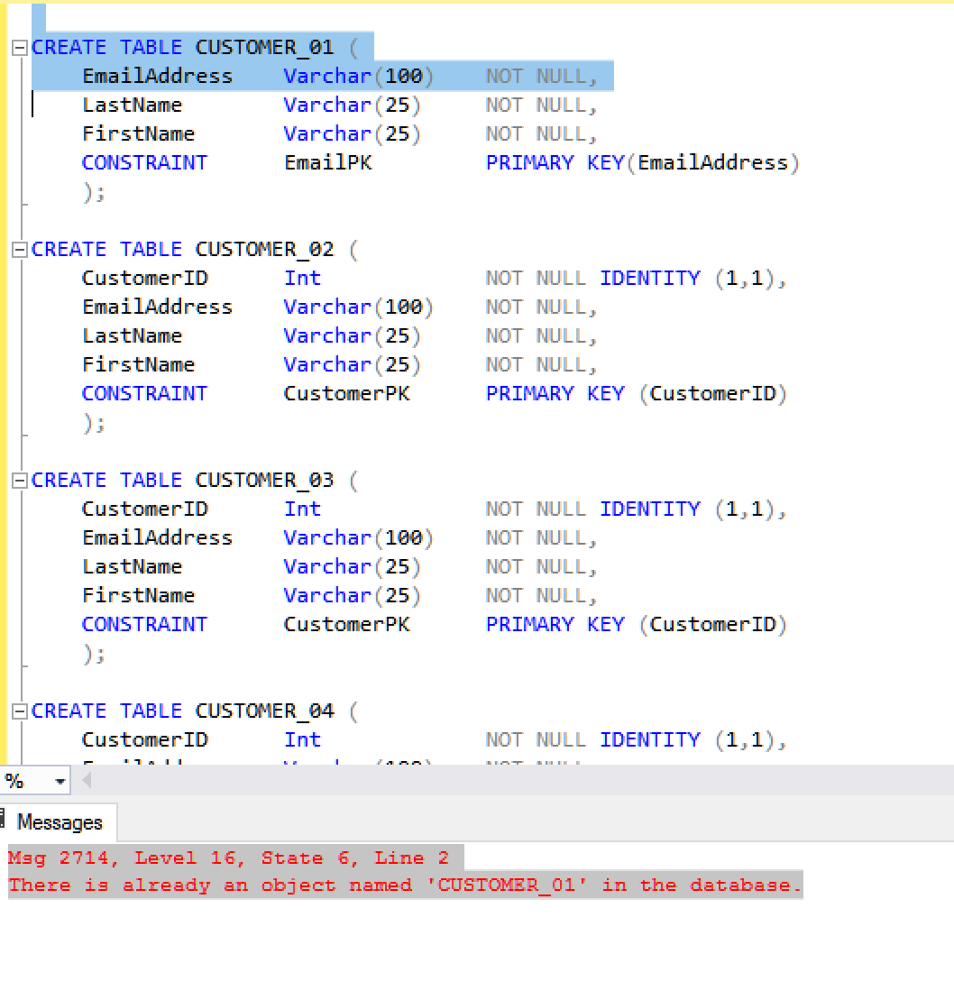 CREATE TABLE CUSTOMER_01 (
EmailAddress Varchar(100) NOT NULL,
LastName Varchar(25) NOT NULL,
FirstName Varchar(25) NOT NULL,
CONSTRAINT EmailPK PRIMARY KEY(EmailAddress)
);
CREATE TABLE CUSTOMER_02 (
CustomerID Int NOT NULL IDENTITY (1,1),
EmailAddress Varchar(100) NOT NULL,
LastName Varchar(25) NOT NULL,
FirstName Varchar(25) NOT NULL,
CONSTRAINT CustomerPK PRIMARY KEY (CustomerID)
);
CREATE TABLE CUSTOMER_03 (
CustomerID Int NOT NULL IDENTITY (1,1),
EmailAddress Varchar(100) NOT NULL,
LastName Varchar(25) NOT NULL,
FirstName Varchar(25) NOT NULL,
CONSTRAINT CustomerPK PRIMARY KEY (CustomerID)
);
CREATE TABLE CUSTOMER_04 (
CustomerID Int NOT NULL IDENTITY (1,1),
%
Messages
Msg 2714, Level 16, State 6, Line 2
There is already an object named 'CUSTOMER_01' in the database.